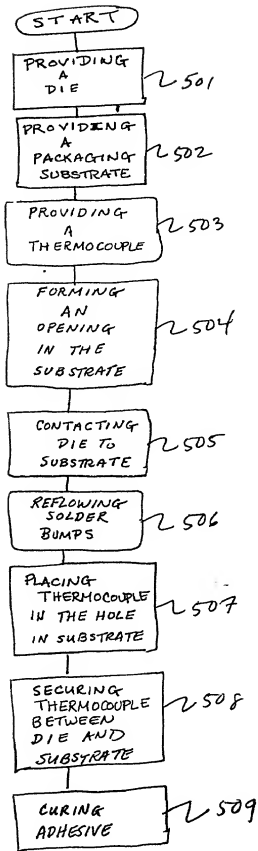 START
PROVIDING
A
DIE
501
PROVIDING
A
PACKAGING
SUBSTRATE
502
PROVIDING
A
THERMOCOUPLE
503
FORMING
AN
OPENING
IN THE
SUBSTRATE
504
CONTACTING
DIE TO
SUBSTRATE
505
REFLOWING
SOLDER
BUMPS
506
PLACING
THERMOCOUPLE
IN THE HOLE
IN SUBSTRATE
507
SECURING
THERMOCOUPLE
BETWEEN
DIE AND
SUBSTRATE
508
CURING
ADHESIVE
509